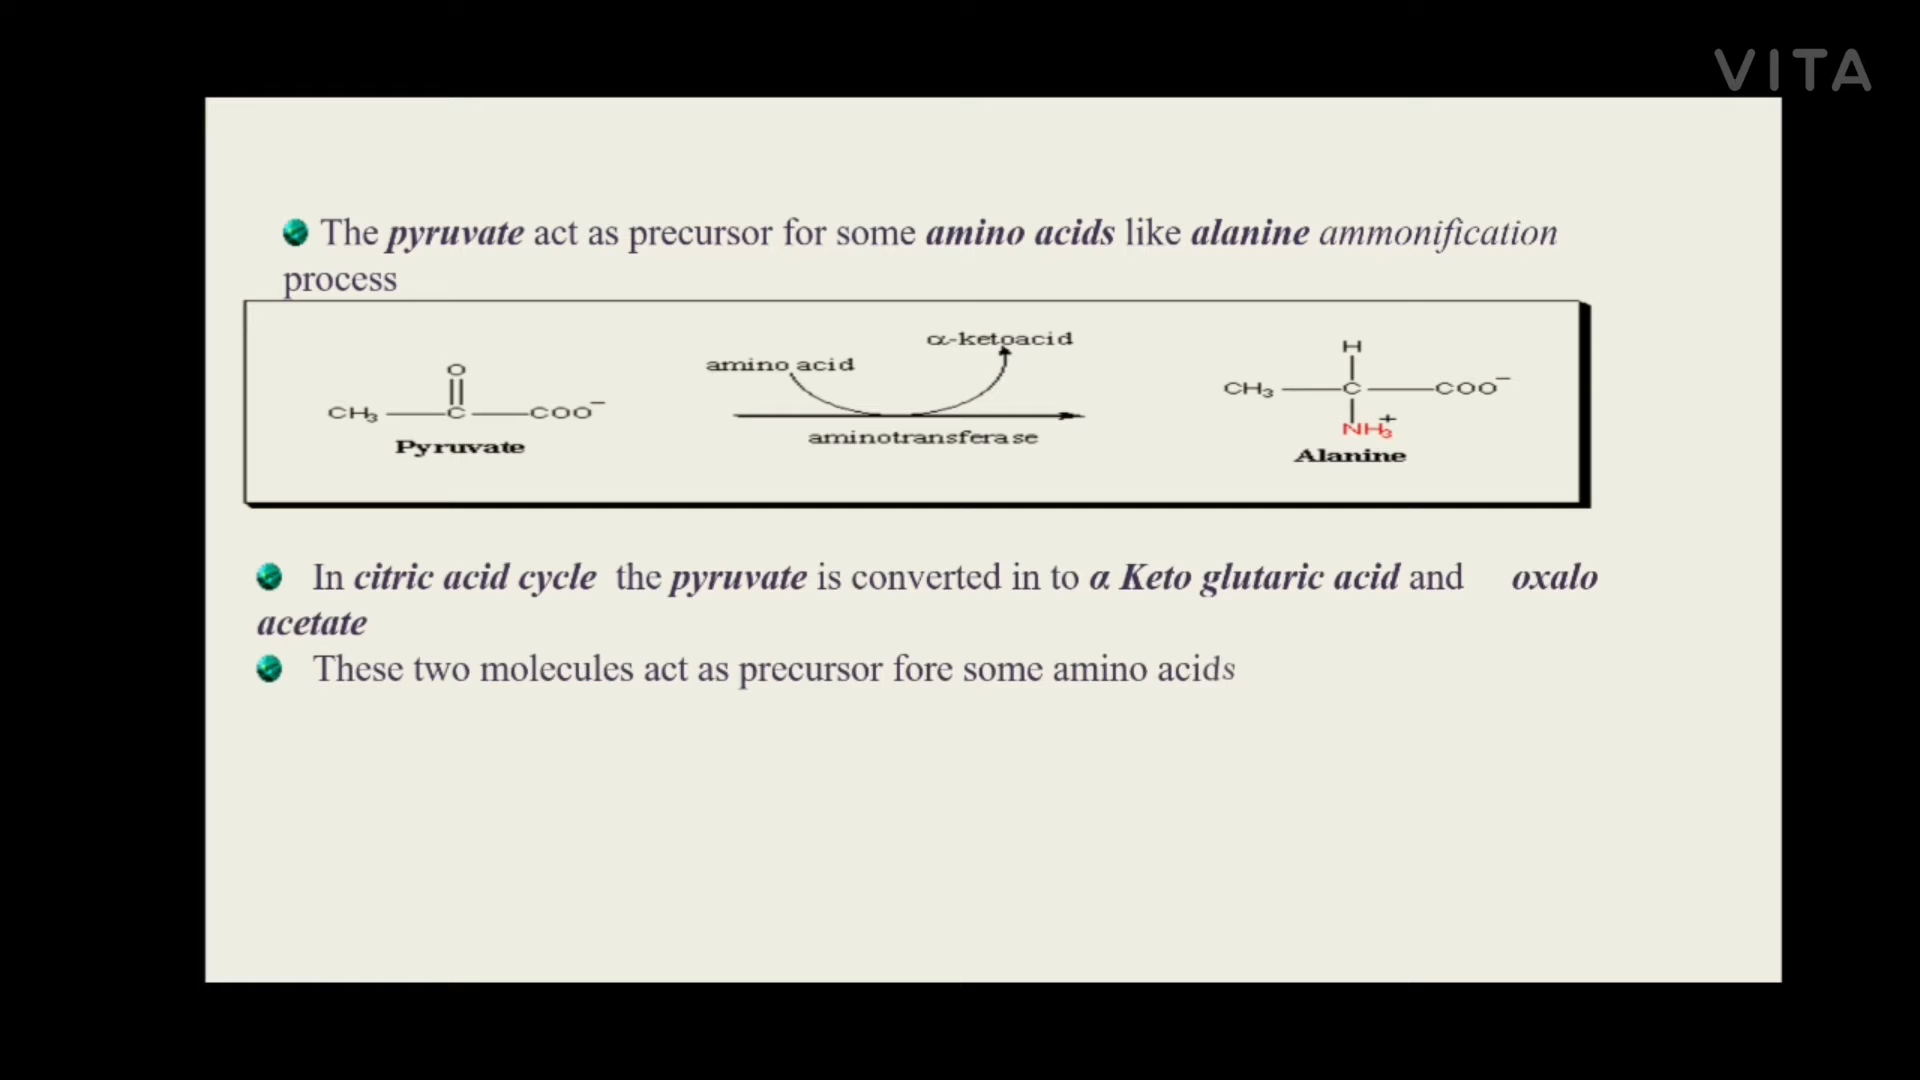 VITA
The pyruvate act as precursor for some amino acids like alanine ammonification
process
α-ketoacid
amino acid
O
CH₃ C COO⁻
Pyruvate
aminotransferase
H
CH₃ C COO⁻
NH₃⁺
Alanine
In citric acid cycle the pyruvate is converted in to α Keto glutaric acid and oxalo
acetate
These two molecules act as precursor fore some amino acids